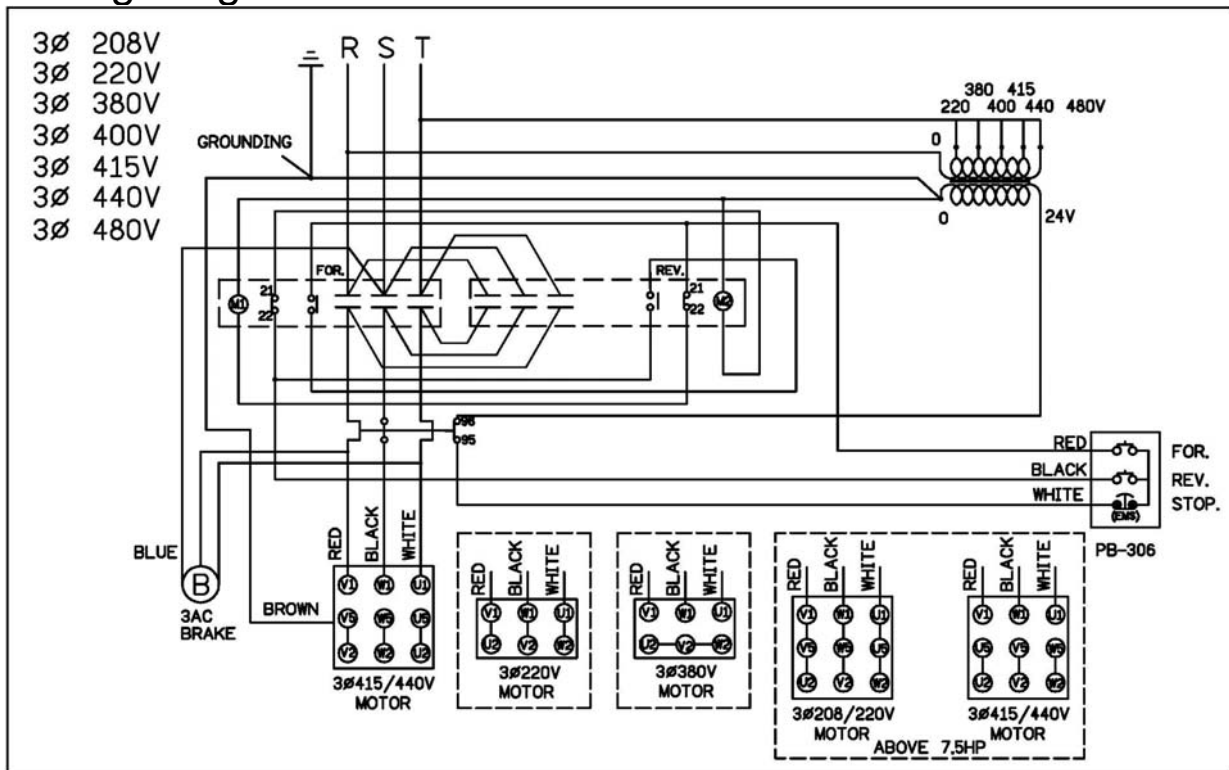 3Ø 208V
3Ø 220V
3Ø 380V
3Ø 400V
3Ø 415V
3Ø 440V
3Ø 480V
R S T
GROUNDING
380 415
220 400 440 480V
0
0
24V
FOR.
REV.
M1
21
22
21
22
M2
96
95
RED
FOR.
BLACK
REV.
WHITE
STOP.
(EMS)
PB-306
BLUE
B
3AC
BRAKE
BROWN
RED BLACK WHITE
V1 W1 U1
V5 W5 U5
V2 W2 U2
3Ø415/440V
MOTOR
RED BLACK WHITE
V1 W1 U1
U2 V2 W2
3Ø220V
MOTOR
RED BLACK WHITE
V1 W1 U1
U2 V2 W2
3Ø380V
MOTOR
RED BLACK WHITE
V1 W1 U1
V5 W5 U5
U2 V2 W2
3Ø208/220V
MOTOR
RED BLACK WHITE
V1 W1 U1
U5 V5 W5
U2 V2 W2
3Ø415/440V
MOTOR
ABOVE 7.5HP